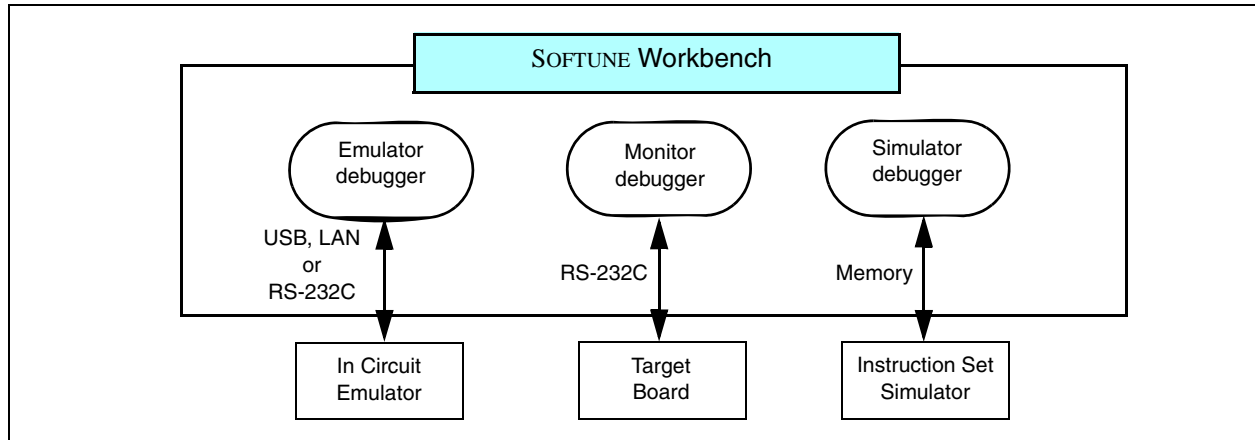 SOFTUNE Workbench
Emulator
debugger
Monitor
debugger
Simulator
debugger
USB, LAN
or
RS-232C
RS-232C
Memory
In Circuit
Emulator
Target
Board
Instruction Set
Simulator